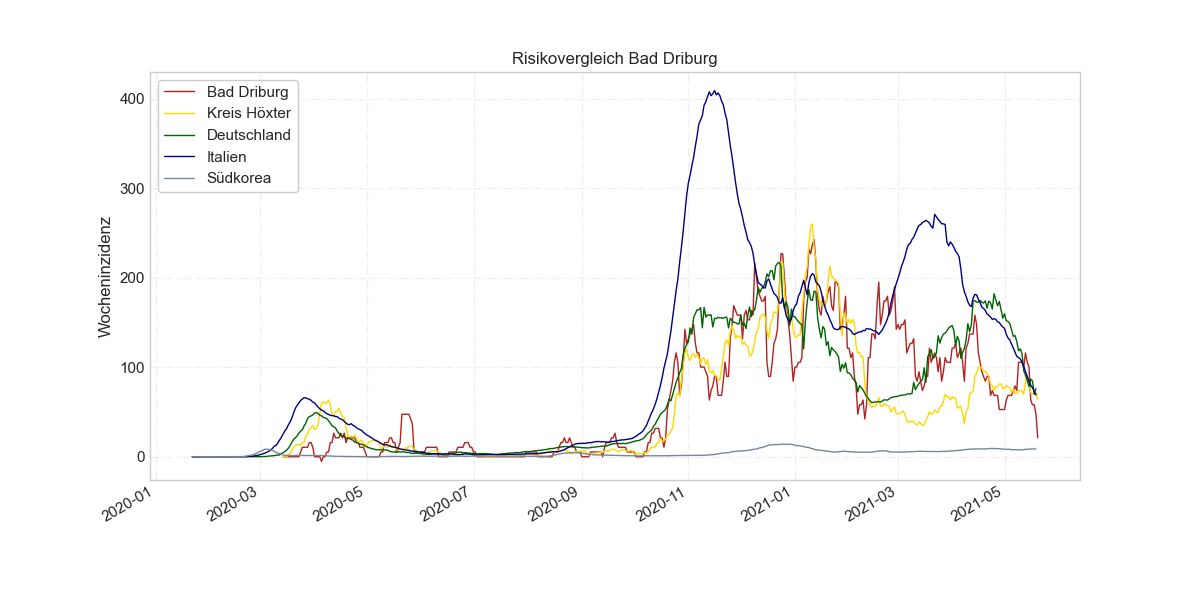 Risikovergleich Bad Driburg
Bad Driburg
Kreis Höxter
Deutschland
Italien
Südkorea
Wocheninzidenz
400
300
200
100
0
2020-01
2020-03
2020-05
2020-07
2020-09
2020-11
2021-01
2021-03
2021-05